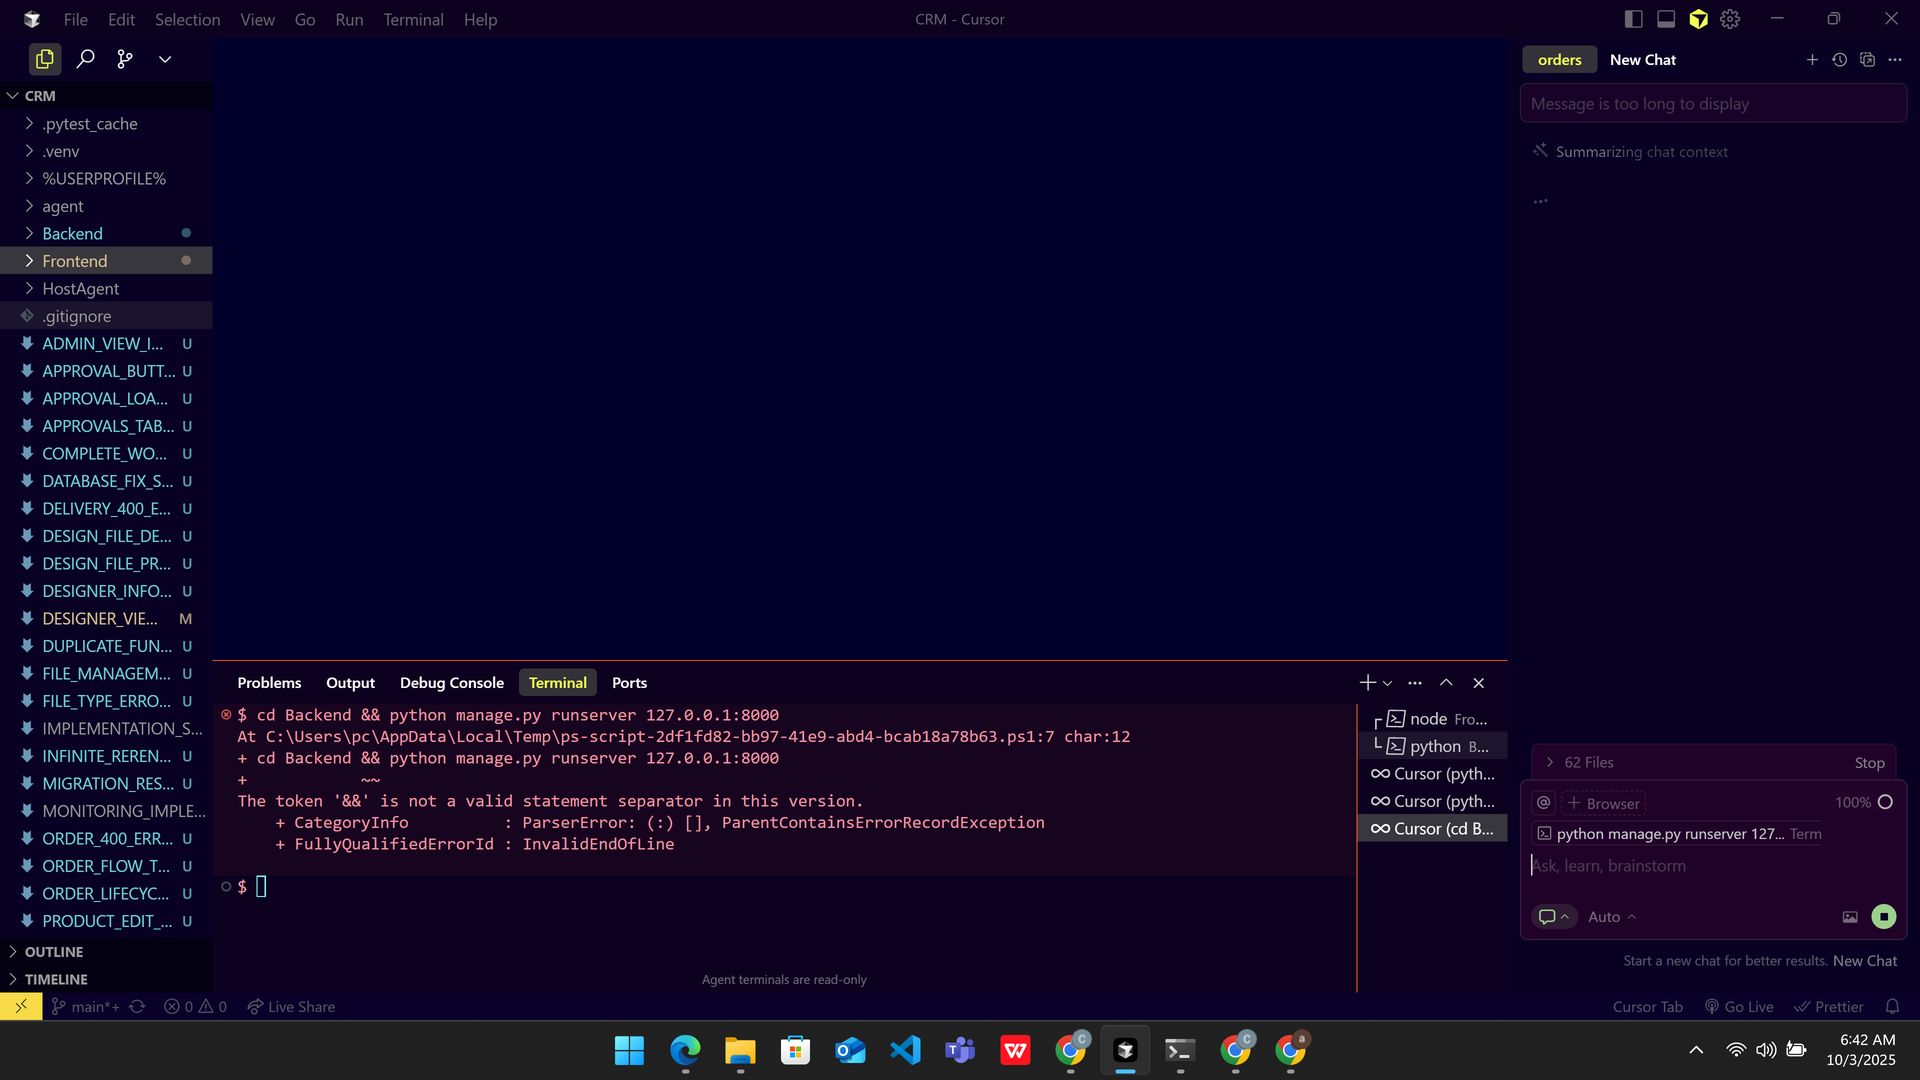 File Edit Selection View Go Run Terminal Help
CRM - Cursor
CRM
.pytest_cache
.venv
%USERPROFILE%
agent
Backend
Frontend
HostAgent
.gitignore
ADMIN_VIEW_I... U
APPROVAL_BUTT... U
APPROVAL_LOA... U
APPROVALS_TAB... U
COMPLETE_WO... U
DATABASE_FIX_S... U
DELIVERY_400_E... U
DESIGN_FILE_DE... U
DESIGN_FILE_PR... U
DESIGNER_INFO... U
DESIGNER_VIE... M
DUPLICATE_FUN... U
FILE_MANAGEM... U
FILE_TYPE_ERRO... U
IMPLEMENTATION_S...
INFINITE_REREN... U
MIGRATION_RES... U
MONITORING_IMPLE...
ORDER_400_ERR... U
ORDER_FLOW_T... U
ORDER_LIFECYC... U
PRODUCT_EDIT_... U
OUTLINE
TIMELINE
Problems Output Debug Console Terminal Ports
$ cd Backend && python manage.py runserver 127.0.0.1:8000
At C:\Users\pc\AppData\Local\Temp\ps-script-2df1fd82-bb97-41e9-abd4-bcab18a78b63.ps1:7 char:12
+ cd Backend && python manage.py runserver 127.0.0.1:8000
+            ~~
The token '&&' is not a valid statement separator in this version.
    + CategoryInfo          : ParserError: (:) [], ParentContainsErrorRecordException
    + FullyQualifiedErrorId : InvalidEndOfLine
$
Agent terminals are read-only
node Fro...
python B...
Cursor (pyth...
Cursor (pyth...
Cursor (cd B...
orders New Chat
Message is too long to display
Summarizing chat context
...
62 Files Stop
@ + Browser 100%
python manage.py runserver 127... Term
Ask, learn, brainstorm
Auto
Start a new chat for better results. New Chat
main*+ 0 0 Live Share
Cursor Tab Go Live Prettier
6:42 AM
10/3/2025